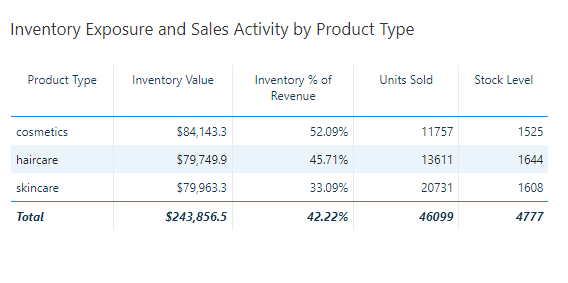 Inventory Exposure and Sales Activity by Product Type
Product Type Inventory Value Inventory % of Revenue Units Sold Stock Level
cosmetics $84,143.3 52.09% 11757 1525
haircare $79,749.9 45.71% 13611 1644
skincare $79,963.3 33.09% 20731 1608
Total $243,856.5 42.22% 46099 4777